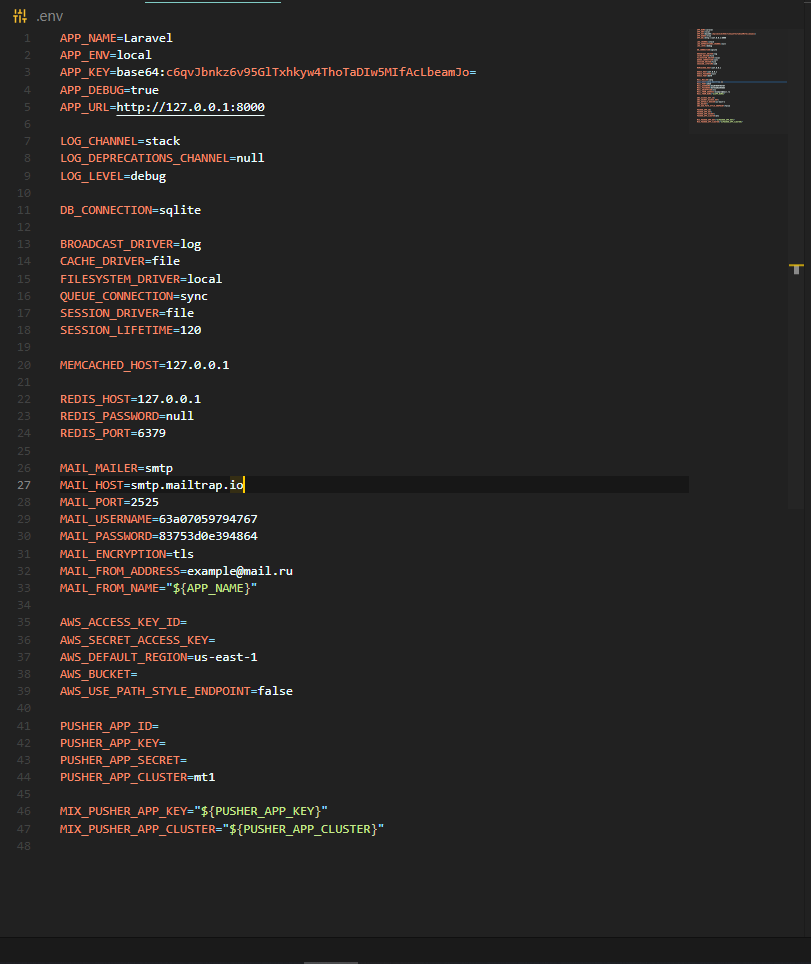 .env
1 APP_NAME=Laravel
2 APP_ENV=local
3 APP_KEY=base64:c6qvJbnkz6v95GlTxhkyw4ThoTaDIw5MIfAcLbeamJo=
4 APP_DEBUG=true
5 APP_URL=http://127.0.0.1:8000
6
7 LOG_CHANNEL=stack
8 LOG_DEPRECATIONS_CHANNEL=null
9 LOG_LEVEL=debug
10
11 DB_CONNECTION=sqlite
12
13 BROADCAST_DRIVER=log
14 CACHE_DRIVER=file
15 FILESYSTEM_DRIVER=local
16 QUEUE_CONNECTION=sync
17 SESSION_DRIVER=file
18 SESSION_LIFETIME=120
19
20 MEMCACHED_HOST=127.0.0.1
21
22 REDIS_HOST=127.0.0.1
23 REDIS_PASSWORD=null
24 REDIS_PORT=6379
25
26 MAIL_MAILER=smtp
27 MAIL_HOST=smtp.mailtrap.io
28 MAIL_PORT=2525
29 MAIL_USERNAME=63a07059794767
30 MAIL_PASSWORD=83753d0e394864
31 MAIL_ENCRYPTION=tls
32 MAIL_FROM_ADDRESS=example@mail.ru
33 MAIL_FROM_NAME="${APP_NAME}"
34
35 AWS_ACCESS_KEY_ID=
36 AWS_SECRET_ACCESS_KEY=
37 AWS_DEFAULT_REGION=us-east-1
38 AWS_BUCKET=
39 AWS_USE_PATH_STYLE_ENDPOINT=false
40
41 PUSHER_APP_ID=
42 PUSHER_APP_KEY=
43 PUSHER_APP_SECRET=
44 PUSHER_APP_CLUSTER=mt1
45
46 MIX_PUSHER_APP_KEY="${PUSHER_APP_KEY}"
47 MIX_PUSHER_APP_CLUSTER="${PUSHER_APP_CLUSTER}"
48